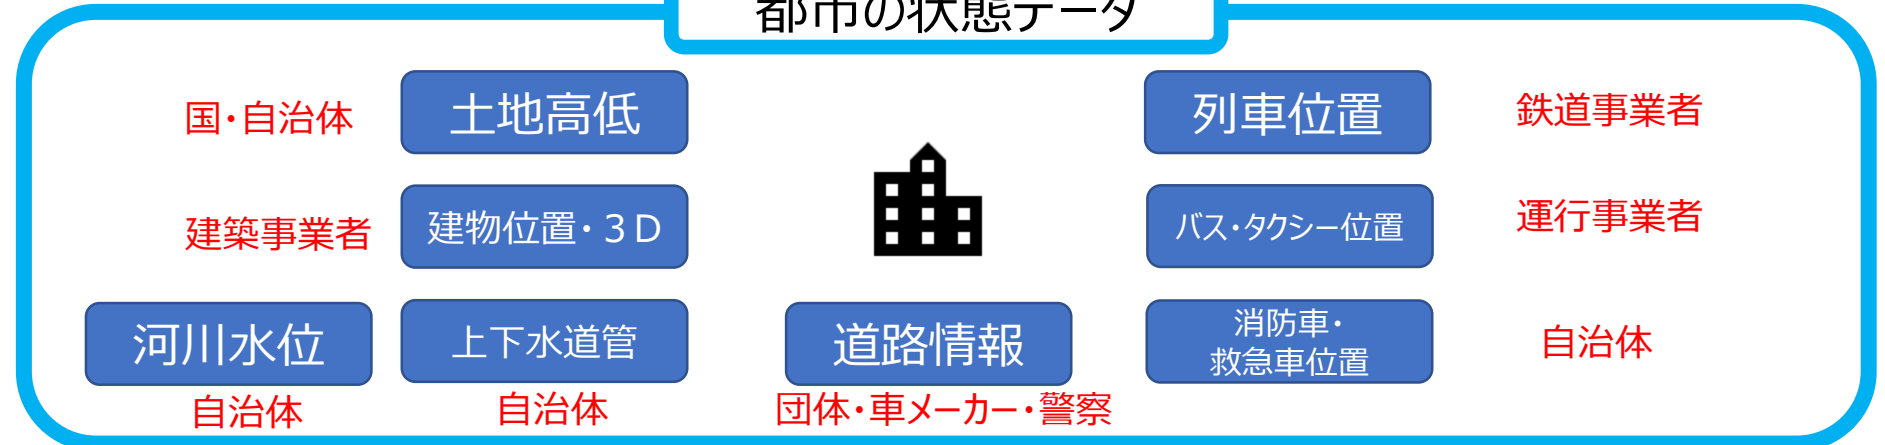 都市の状態データ
国・自治体
土地高低
列車位置
鉄道事業者
建築事業者
建物位置・３Ｄ
バス・タクシー位置
運行事業者
河川水位
上下水道管
道路情報
消防車・
救急車位置
自治体
自治体
自治体
団体・車メーカー・警察